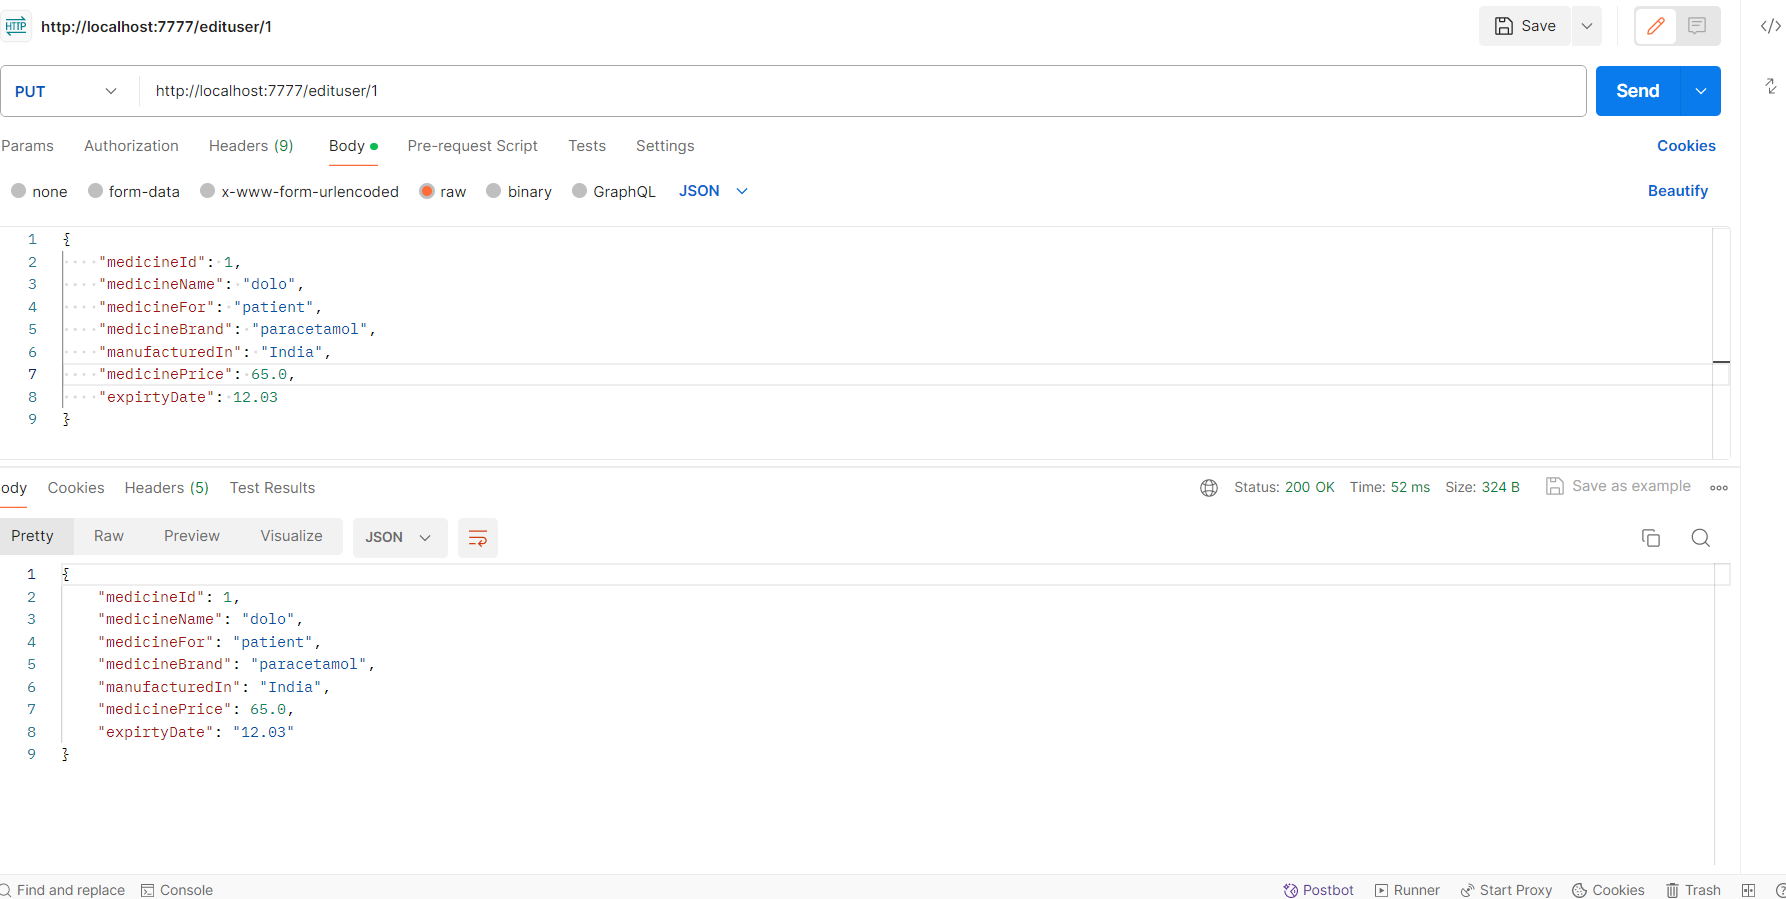 HTTP http://localhost:7777/edituser/1 Save </>
PUT http://localhost:7777/edituser/1 Send
Params Authorization Headers (9) Body Pre-request Script Tests Settings Cookies
none form-data x-www-form-urlencoded raw binary GraphQL JSON Beautify
1 {
2 "medicineId": 1,
3 "medicineName": "dolo",
4 "medicineFor": "patient",
5 "medicineBrand": "paracetamol",
6 "manufacturedIn": "India",
7 "medicinePrice": 65.0,
8 "expirtyDate": 12.03
9 }
ody Cookies Headers (5) Test Results Status: 200 OK Time: 52 ms Size: 324 B Save as example
Pretty Raw Preview Visualize JSON
1 {
2 "medicineId": 1,
3 "medicineName": "dolo",
4 "medicineFor": "patient",
5 "medicineBrand": "paracetamol",
6 "manufacturedIn": "India",
7 "medicinePrice": 65.0,
8 "expirtyDate": "12.03"
9 }
Find and replace Console Postbot Runner Start Proxy Cookies Trash